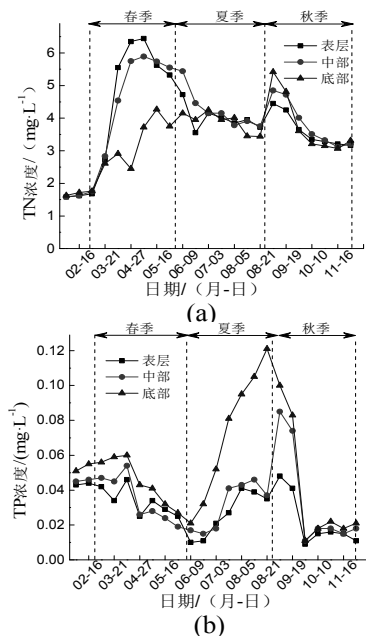 (a)
春季 夏季 秋季
表层
中部
底部
7
6
5
4
3
2
1
0
TN浓度/（mg·L-1）
02-16 03-21 04-27 05-16 06-09 07-03 08-05 08-21 09-19 10-10 11-16
日期/（月-日）
(a)
春季 夏季 秋季
表层
中部
底部
0.12
0.10
0.08
0.06
0.04
0.02
0.00
TP浓度/(mg·L-1)
02-16 03-21 04-27 05-16 06-09 07-03 08-05 08-21 09-19 10-10 11-16
日期/（月-日）
(b)